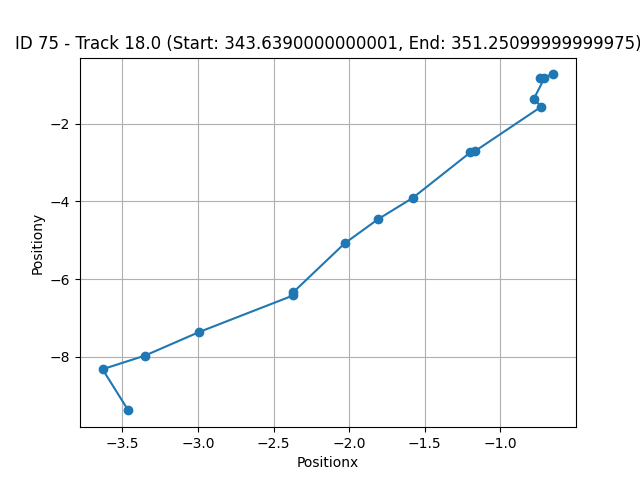 ID 75 - Track 18.0 (Start: 343.6390000000001, End: 351.25099999999975)
−2
−4
−6
−8
Positiony
−3.5 −3.0 −2.5 −2.0 −1.5 −1.0
Positionx